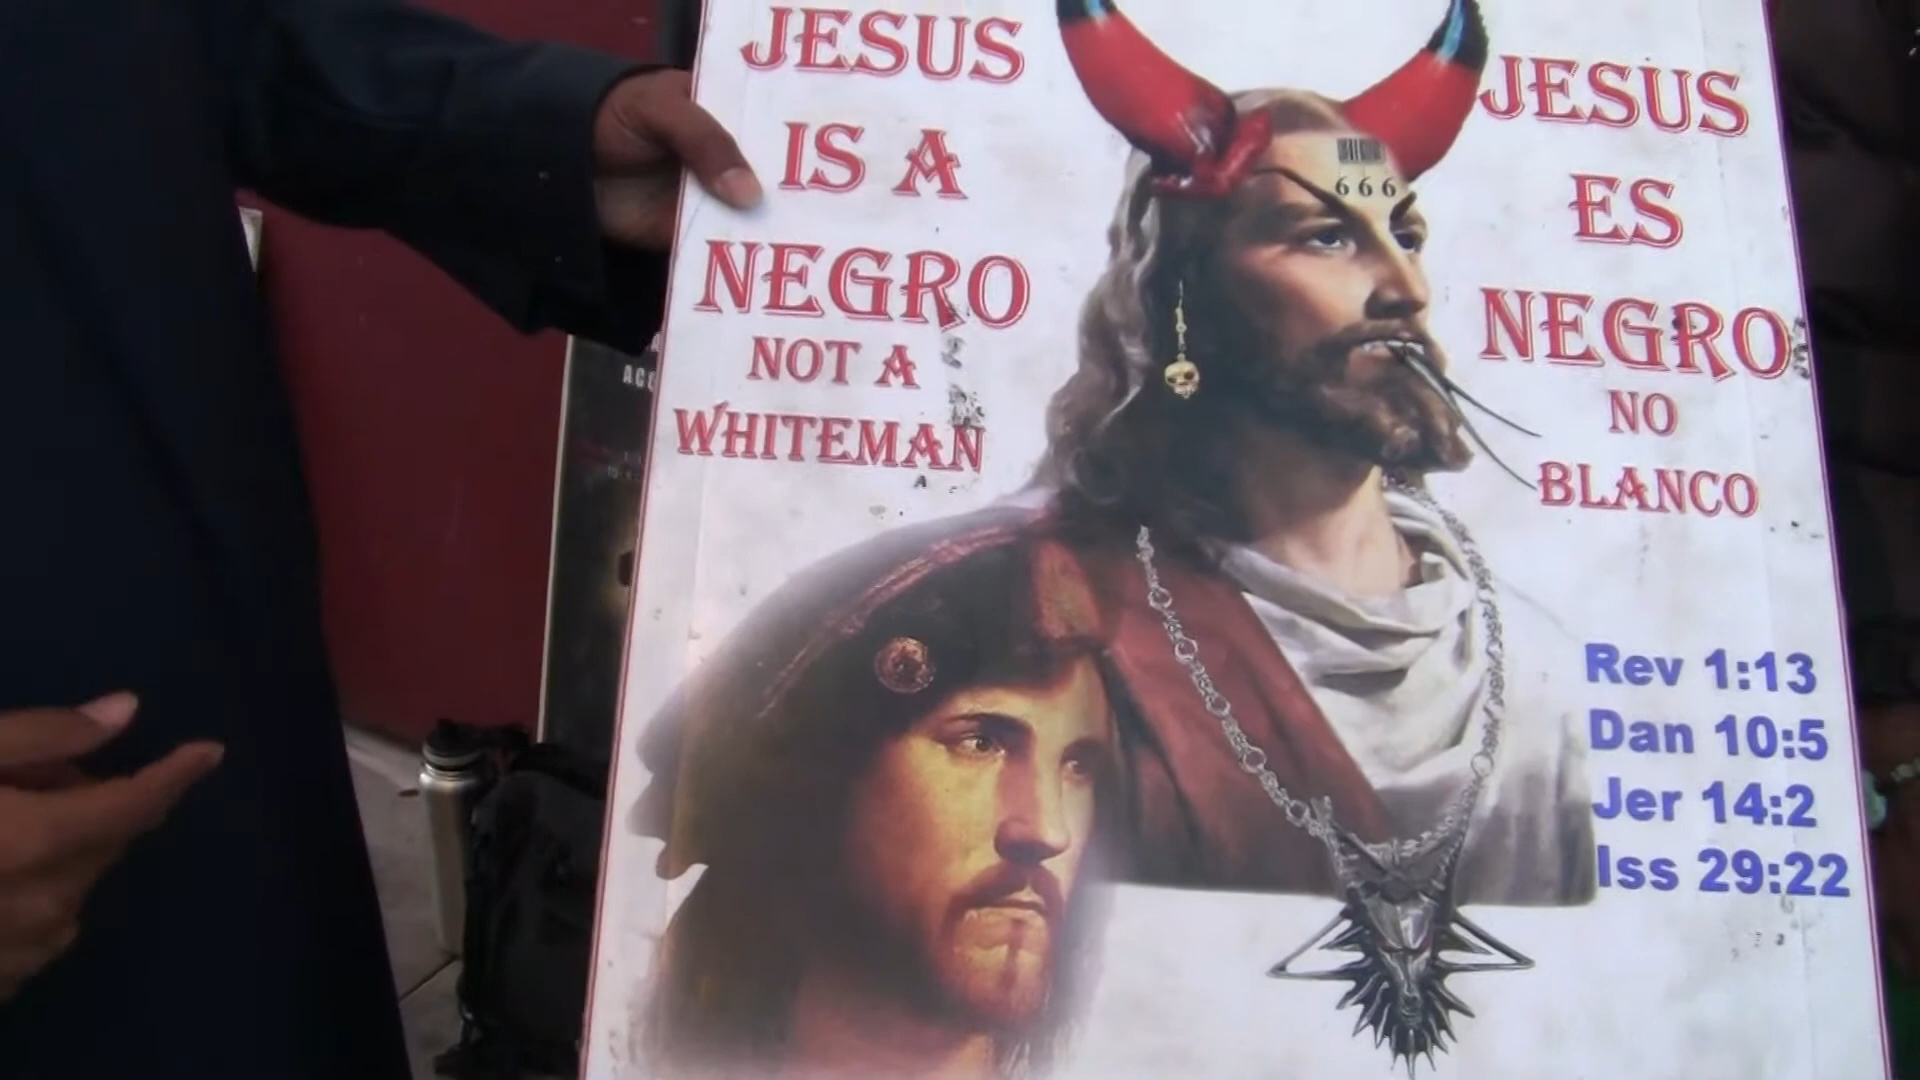 JESUS
IS A
NEGRO
NOT A
WHITEMAN
666
JESUS
ES
NEGRO
NO
BLANCO
Rev 1:13
Dan 10:5
Jer 14:2
Iss 29:22